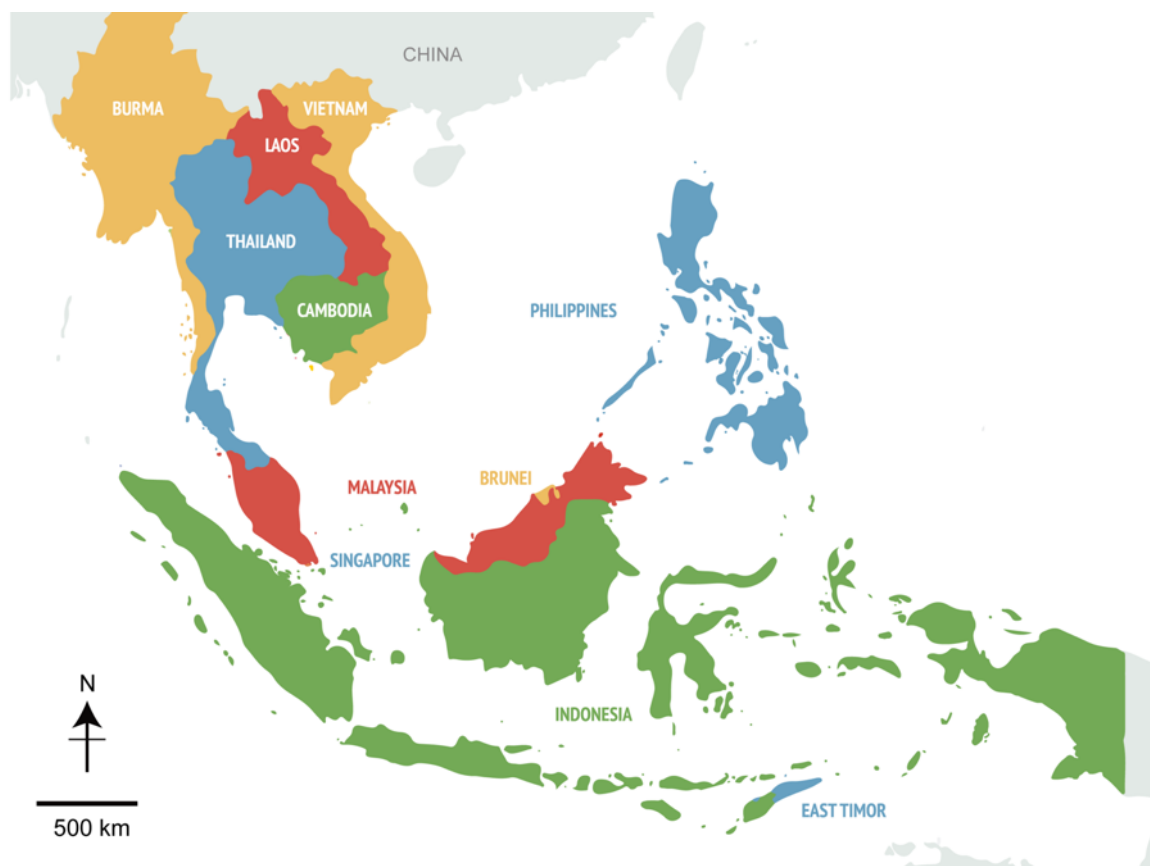 CHINA
BURMA
VIETNAM
LAOS
THAILAND
CAMBODIA
PHILIPPINES
MALAYSIA
BRUNEI
SINGAPORE
N
INDONESIA
EAST TIMOR
500 km